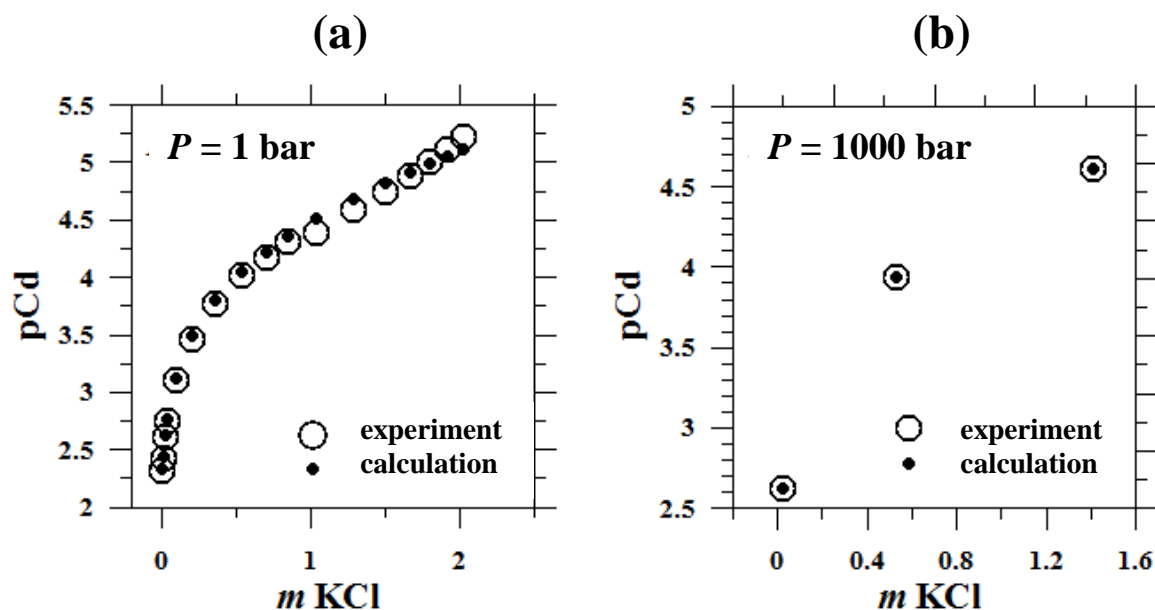 (a)
P = 1 bar
5.5
5
4.5
4
3.5
3
2.5
2
pCd
experiment
calculation
0
1
2
m KCl
(b)
P = 1000 bar
5
4.5
4
3.5
3
2.5
pCd
experiment
calculation
0
0.4
0.8
1.2
1.6
m KCl